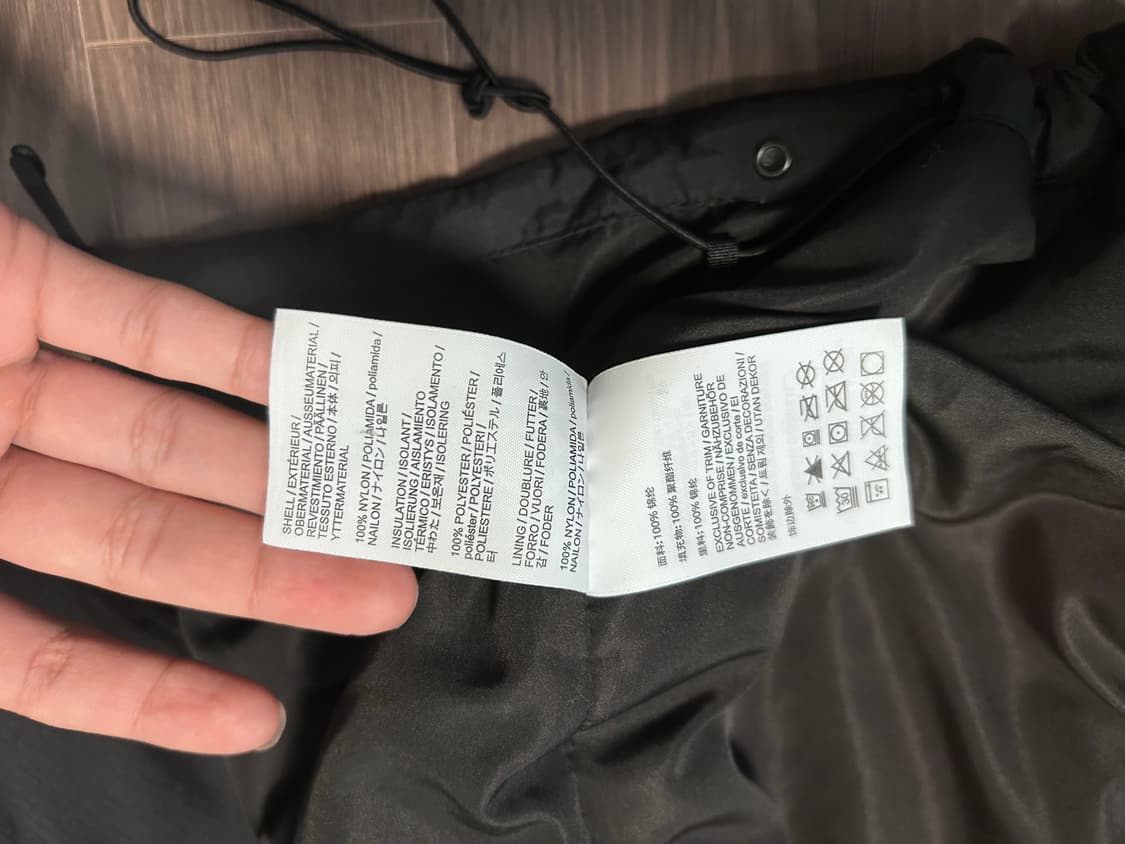 SHELL / EXTÉRIEUR /
OBERMATERIAL / AUSSEUMATERIAL /
REVESTIMIENTO / PÄÄLLINEN /
TESSUTO ESTERNO / 本体 / 외피 /
YTTERMATERIAL
100% NYLON / POLIAMIDA / poliamida /
NAILON / ナイロン / 나일론
INSULATION / ISOLANT /
ISOLIERUNG / AISLAMIENTO
TÉRMICO / ERISTYS / ISOLAMENTO /
中わた / 보온재 / ISOLERING
100% POLYESTER / POLIÉSTER /
poliéster / POLYESTERI /
POLIESTERE / ポリエステル / 폴리에스
터
LINING / DOUBLURE / FUTTER /
FORRO / VUORI / FODERA / 裏地 / 안
감 / FODER
100% NYLON / POLIAMIDA / poliamida /
NAILON / ナイロン / 나일론
面料: 100% 锦纶
填充物: 100% 聚酯纤维
里料: 100% 锦纶
EXCLUSIVE OF TRIM / GARNITURE
NON-COMPRISE / NÄHZUBEHÖR
AUSGENOMMEN / EXCLUSIVO DE
CORTE / exclusivo de corte / EI
SOMISTEITA / SENZA DECORAZIONI /
装飾を除く / 트림 제외 / UTAN DEKOR
饰边除外
30